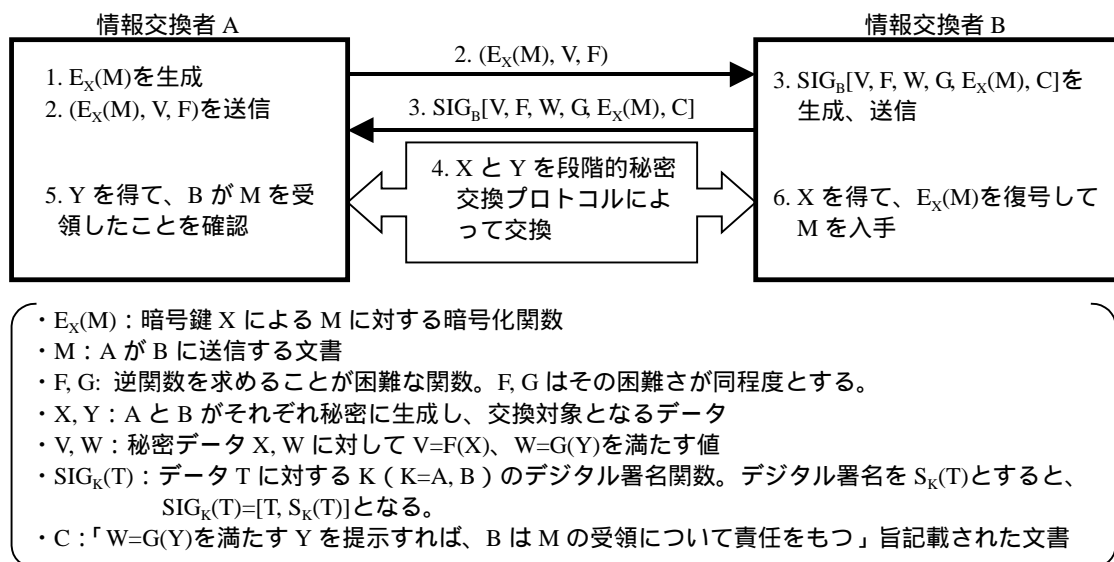 情報交換者 A
情報交換者 B
1. E_X(M)を生成
2. (E_X(M), V, F)を送信
5. Y を得て、B が M を受
領したことを確認
2. (E_X(M), V, F)
3. SIG_B[V, F, W, G, E_X(M), C]
4. X と Y を段階的秘密
交換プロトコルによ
って交換
3. SIG_B[V, F, W, G, E_X(M), C]を
生成、送信
6. X を得て、E_X(M)を復号して
M を入手
・E_X(M)：暗号鍵 X による M に対する暗号化関数
・M：A が B に送信する文書
・F, G: 逆関数を求めることが困難な関数。F, G はその困難さが同程度とする。
・X, Y：A と B がそれぞれ秘密に生成し、交換対象となるデータ
・V, W：秘密データ X, W に対して V=F(X)、W=G(Y)を満たす値
・SIG_K(T)：データ T に対する K（K=A, B）のデジタル署名関数。デジタル署名を S_K(T)とすると、
SIG_K(T)=[T, S_K(T)]となる。
・C：「W=G(Y)を満たす Y を提示すれば、B は M の受領について責任をもつ」旨記載された文書